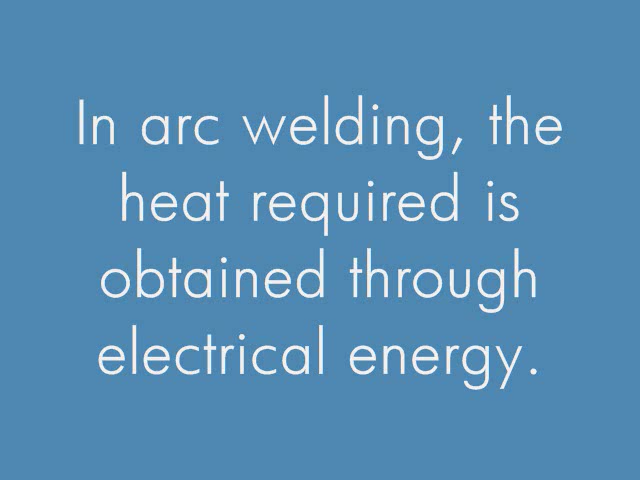 In arc welding, the
heat required is
obtained through
electrical energy.